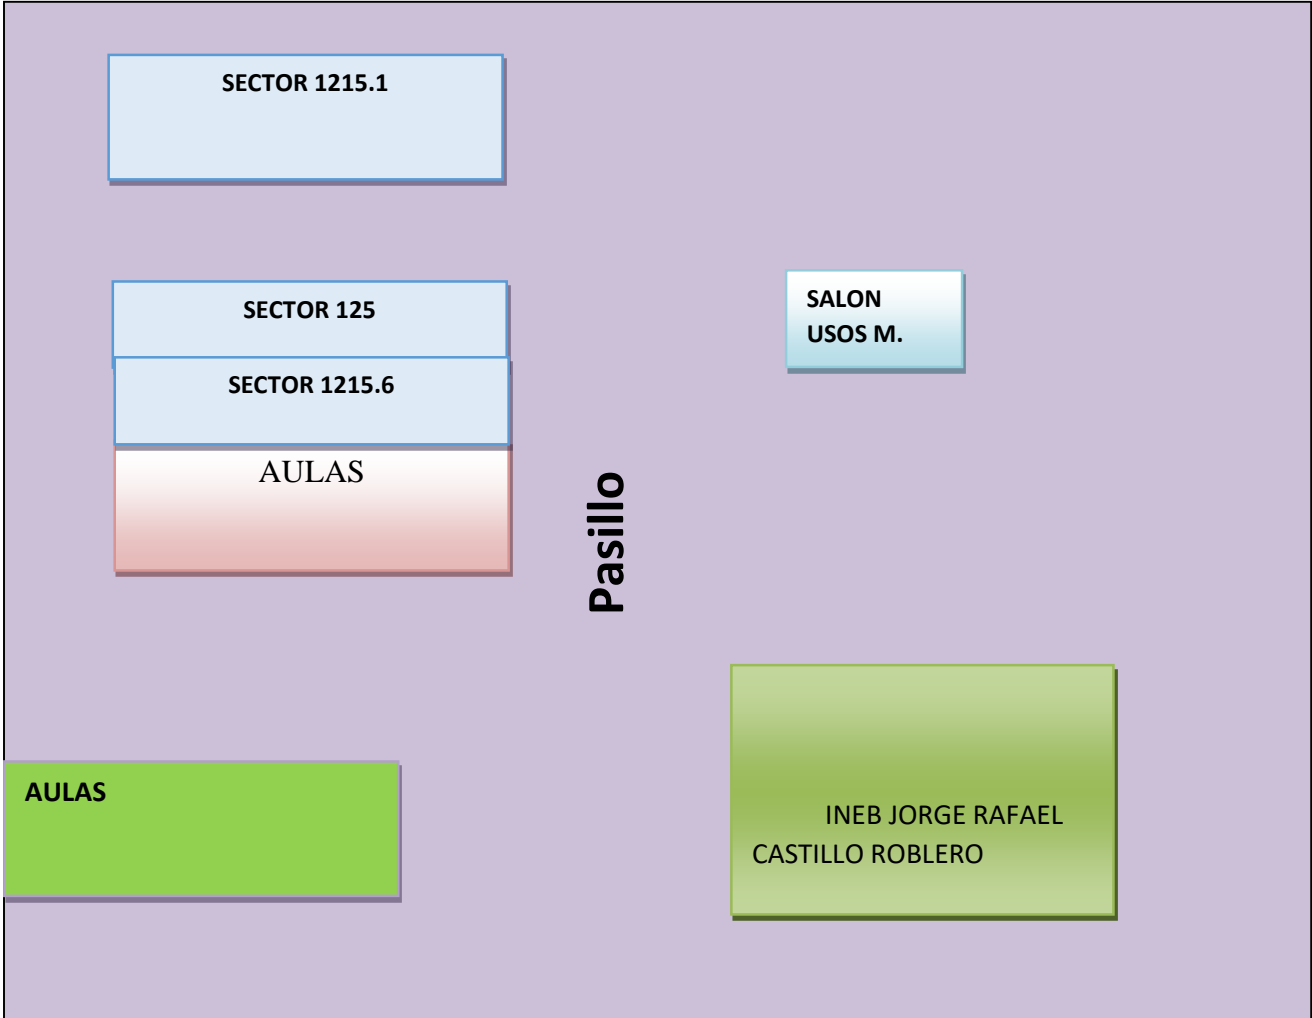 SECTOR 1215.1
SECTOR 125
SALON
USOS M.
SECTOR 1215.6
AULAS
Pasillo
AULAS
INEB JORGE RAFAEL
CASTILLO ROBLERO